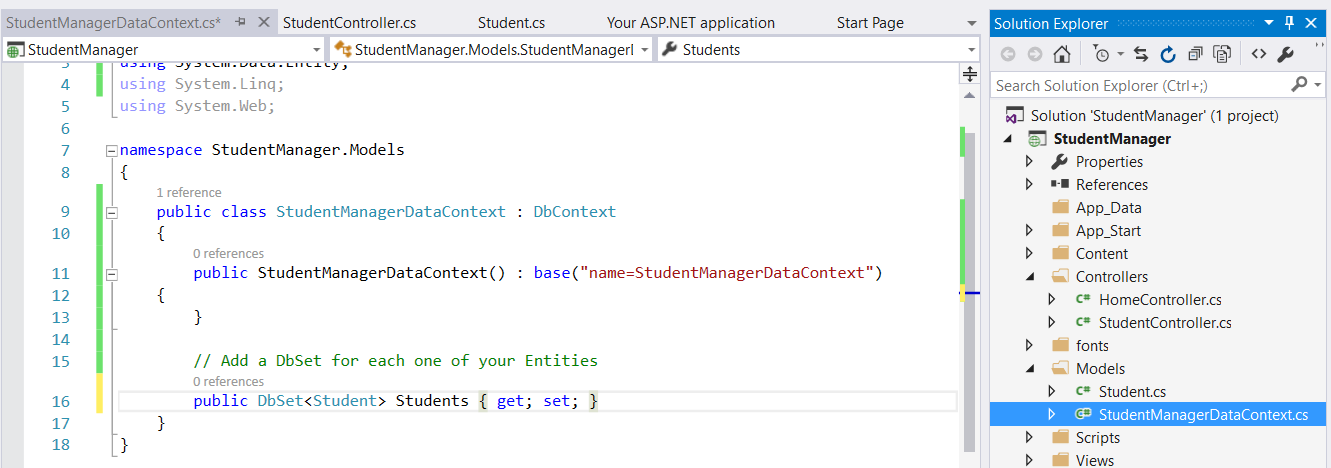 StudentManagerDataContext.cs* StudentController.cs Student.cs Your ASP.NET application Start Page
StudentManager StudentManager.Models.StudentManagerI Students
3 using System.Data.Entity;
4 using System.Linq;
5 using System.Web;
6
7 namespace StudentManager.Models
8 {
1 reference
9 public class StudentManagerDataContext : DbContext
10 {
0 references
11 public StudentManagerDataContext() : base("name=StudentManagerDataContext")
12 {
13 }
14
15 // Add a DbSet for each one of your Entities
0 references
16 public DbSet<Student> Students { get; set; }
17 }
18 }
Solution Explorer
Search Solution Explorer (Ctrl+;)
Solution 'StudentManager' (1 project)
StudentManager
Properties
References
App_Data
App_Start
Content
Controllers
C# HomeController.cs
C# StudentController.cs
fonts
Models
C# Student.cs
C# StudentManagerDataContext.cs
Scripts
Views